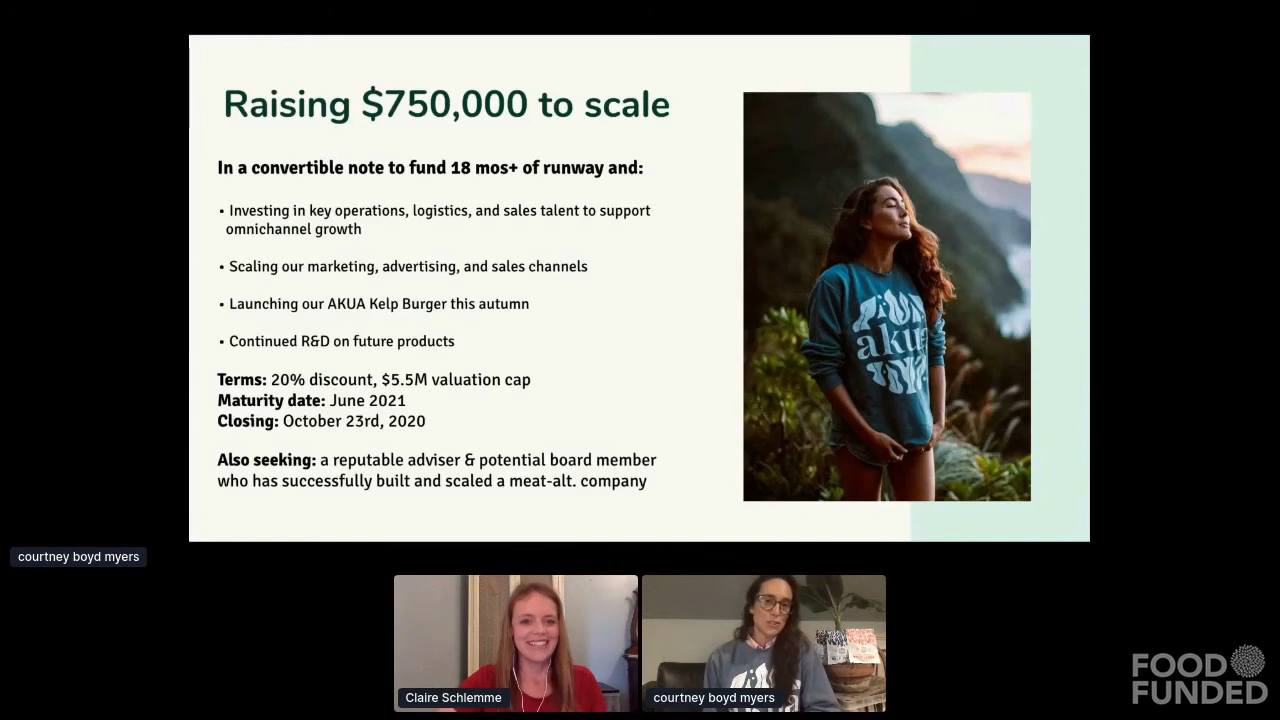 Raising $750,000 to scale
In a convertible note to fund 18 mos+ of runway and:
• Investing in key operations, logistics, and sales talent to support
omnichannel growth
• Scaling our marketing, advertising, and sales channels
• Launching our AKUA Kelp Burger this autumn
• Continued R&D on future products
Terms: 20% discount, $5.5M valuation cap
Maturity date: June 2021
Closing: October 23rd, 2020
Also seeking: a reputable adviser & potential board member
who has successfully built and scaled a meat-alt. company
akua
courtney boyd myers
Claire Schlemme
courtney boyd myers
FOOD
FUNDED